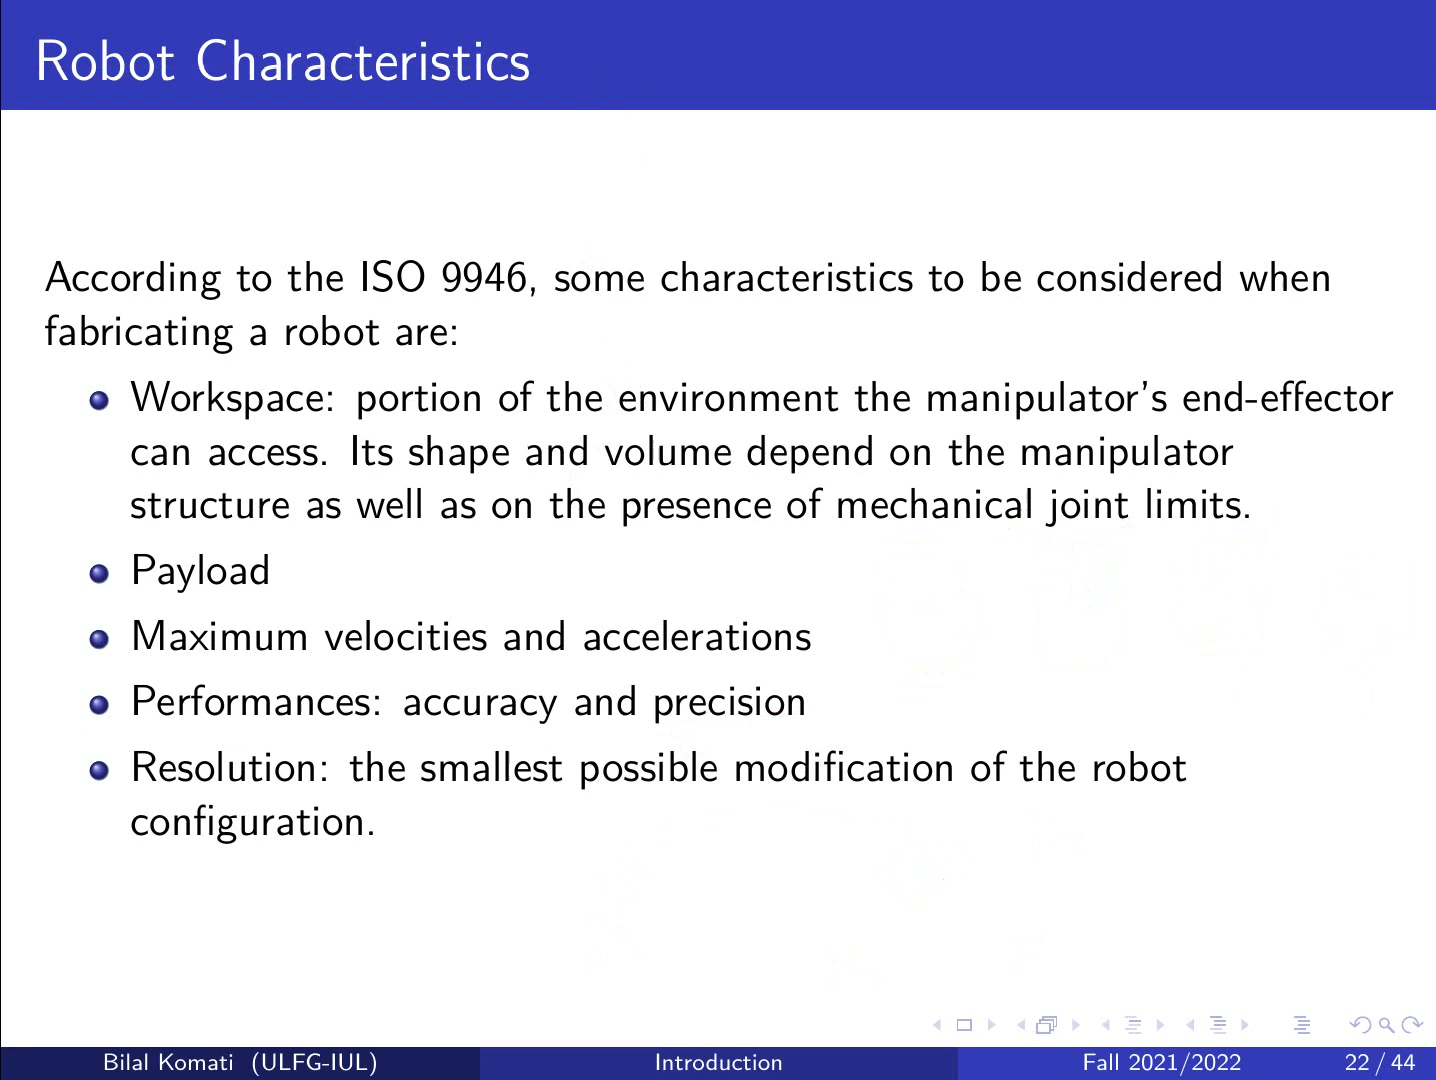 Robot Characteristics
According to the ISO 9946, some characteristics to be considered when
fabricating a robot are:
Workspace: portion of the environment the manipulator's end-effector
can access. Its shape and volume depend on the manipulator
structure as well as on the presence of mechanical joint limits.
Payload
Maximum velocities and accelerations
Performances: accuracy and precision
Resolution: the smallest possible modification of the robot
configuration.
Bilal Komati (ULFG-IUL) Introduction Fall 2021/2022 22 / 44